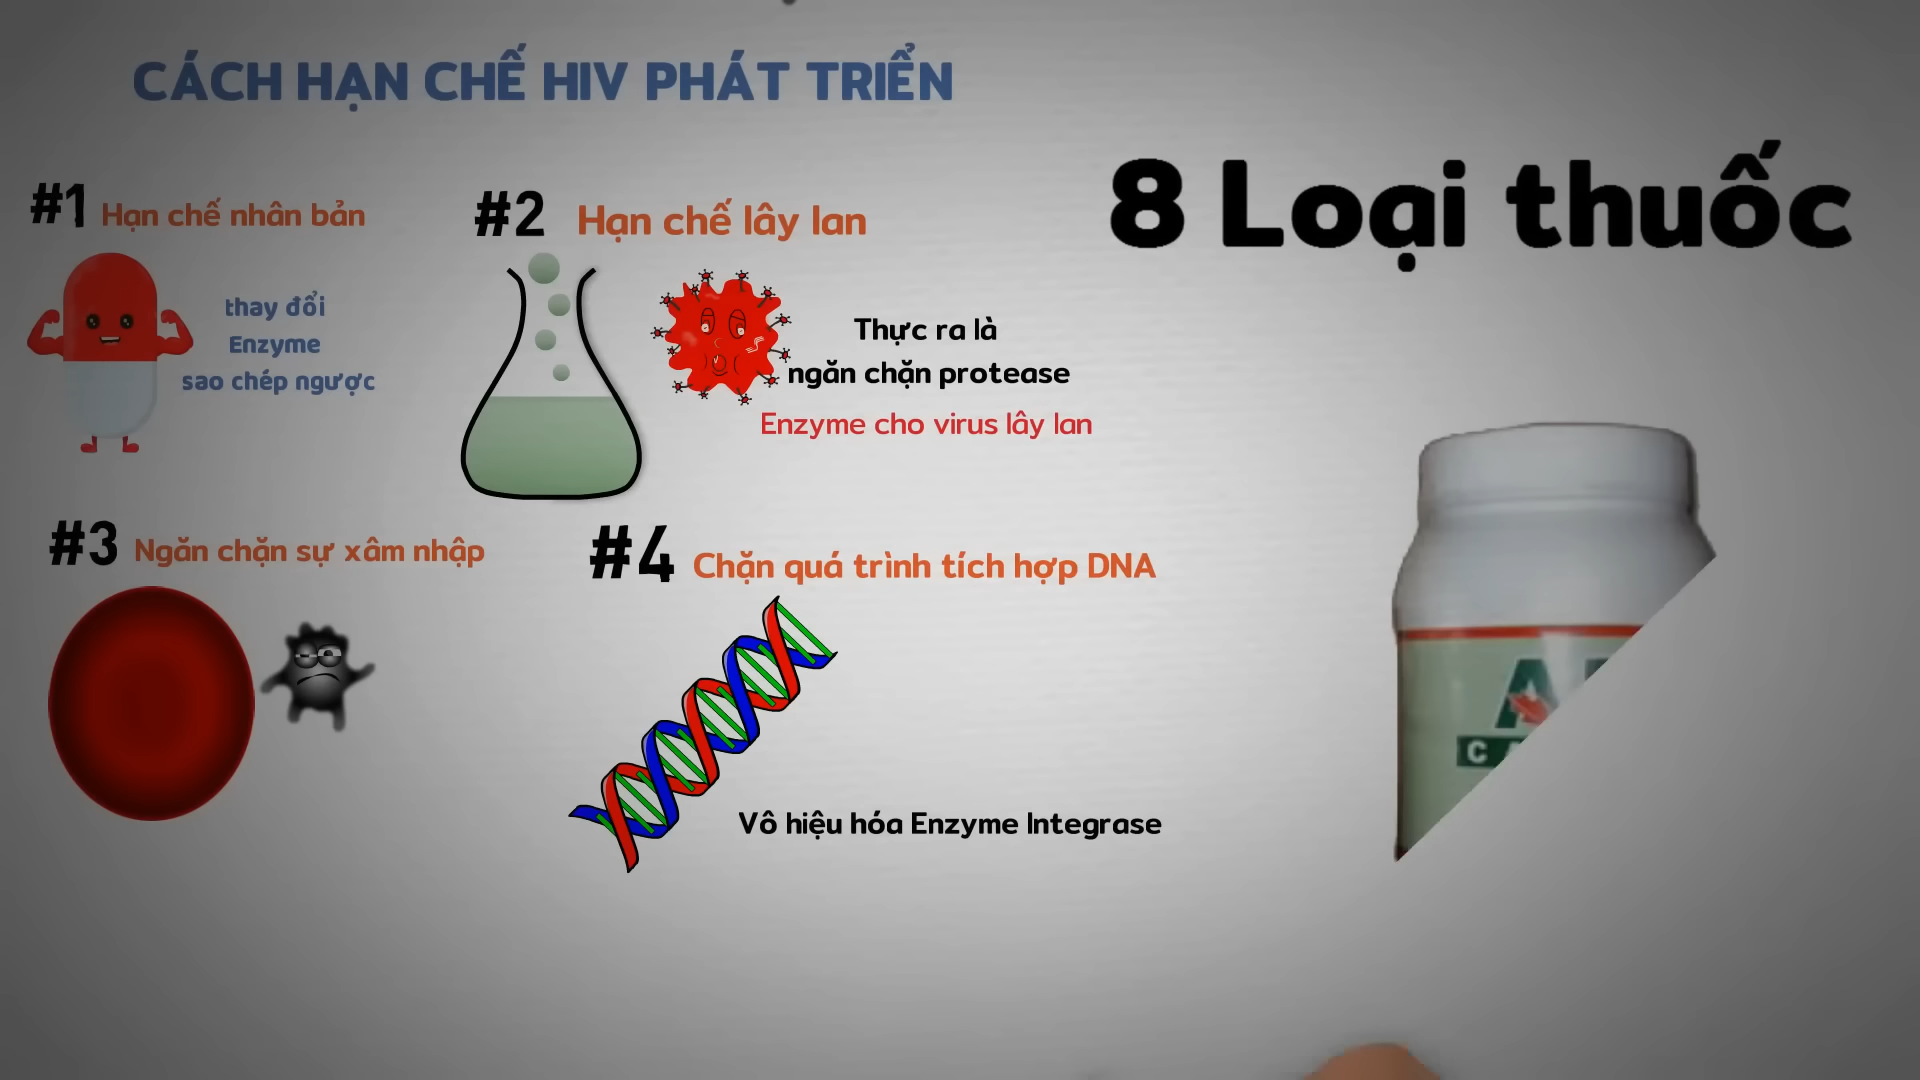 CÁCH HẠN CHẾ HIV PHÁT TRIỂN
8 Loại thuốc
#1 Hạn chế nhân bản
thay đổi
Enzyme
sao chép ngược
#2 Hạn chế lây lan
Thực ra là
ngăn chặn protease
Enzyme cho virus lây lan
#3 Ngăn chặn sự xâm nhập
#4 Chặn quá trình tích hợp DNA
Vô hiệu hóa Enzyme Integrase